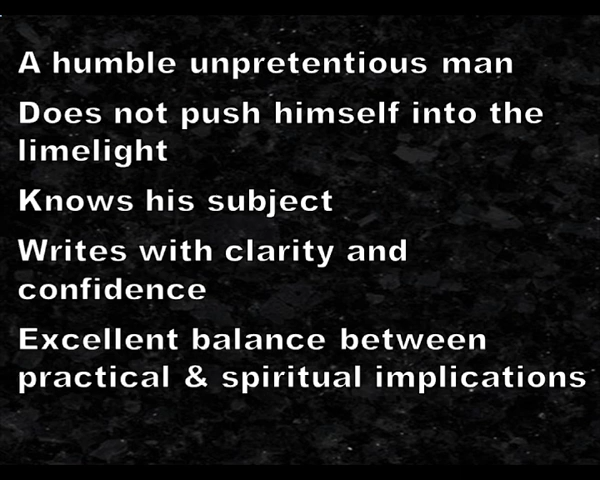 A humble unpretentious man
Does not push himself into the
limelight
Knows his subject
Writes with clarity and
confidence
Excellent balance between
practical & spiritual implications